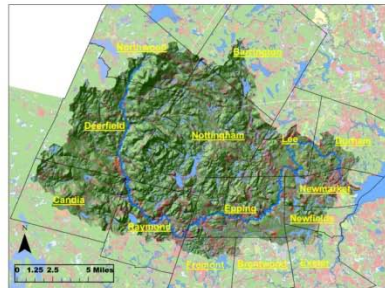 Northwood
Barrington
Deerfield
Nottingham
Lee
Durham
Candia
Newmarket
Epping
Newfields
Raymond
Fremont
Brentwood
Exeter
N
0 1.25 2.5 5 Miles